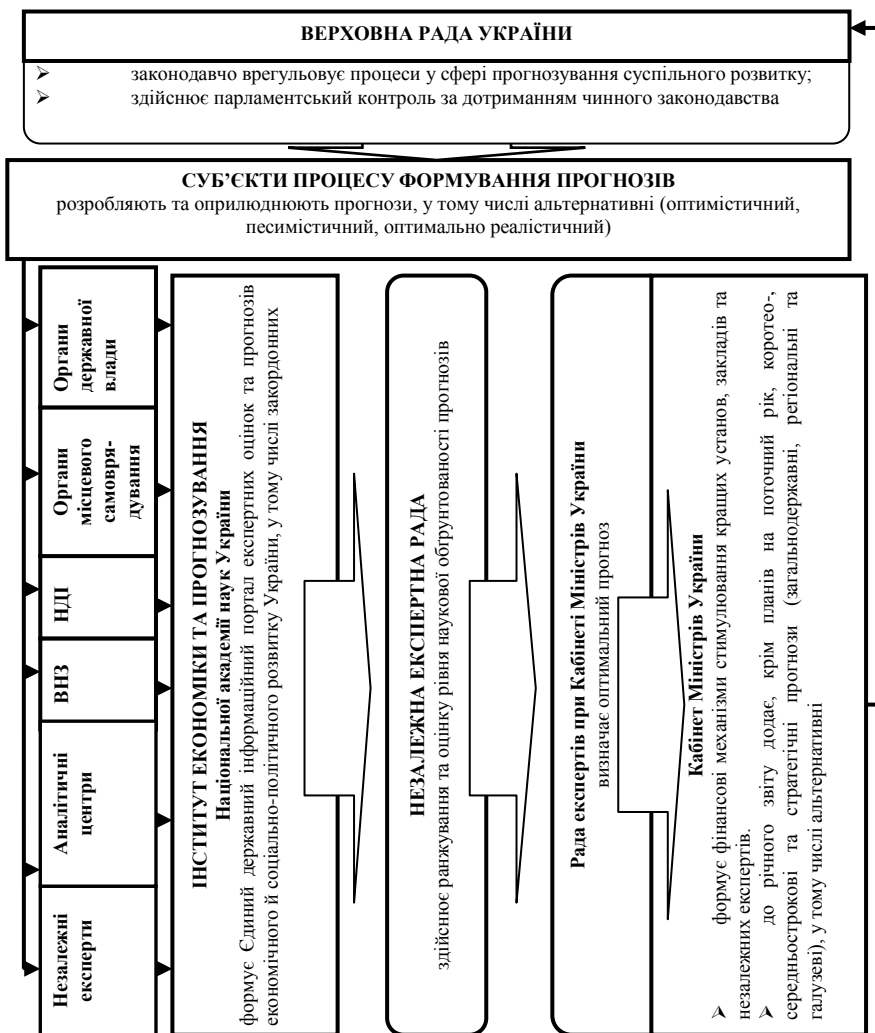 ВЕРХОВНА РАДА УКРАЇНИ
➢ законодавчо врегульовує процеси у сфері прогнозування суспільного розвитку;
➢ здійснює парламентський контроль за дотриманням чинного законодавства
СУБ’ЄКТИ ПРОЦЕСУ ФОРМУВАННЯ ПРОГНОЗІВ
розробляють та оприлюднюють прогнози, у тому числі альтернативні (оптимістичний,
песимістичний, оптимально реалістичний)
Органи
державної
влади
Органи
місцевого
самовря-
дування
НДІ
ВНЗ
Аналітичні
центри
Незалежні
експерти
ІНСТИТУТ ЕКОНОМІКИ ТА ПРОГНОЗУВАННЯ
Національної академії наук України
формує Єдиний державний інформаційний портал експертних оцінок та прогнозів
економічного й соціально-політичного розвитку України, у тому числі закордонних
НЕЗАЛЕЖНА ЕКСПЕРТНА РАДА
здійснює ранжування та оцінку рівня наукової обґрунтованості прогнозів
Рада експертів при Кабінеті Міністрів України
визначає оптимальний прогноз
Кабінет Міністрів України
➢ формує фінансові механізми стимулювання кращих установ, закладів та
незалежних експертів.
➢ до річного звіту додає, крім планів на поточний рік, коротео-,
середньострокові та стратегічні прогнози (загальнодержавні, регіональні та
галузеві), у тому числі альтернативні